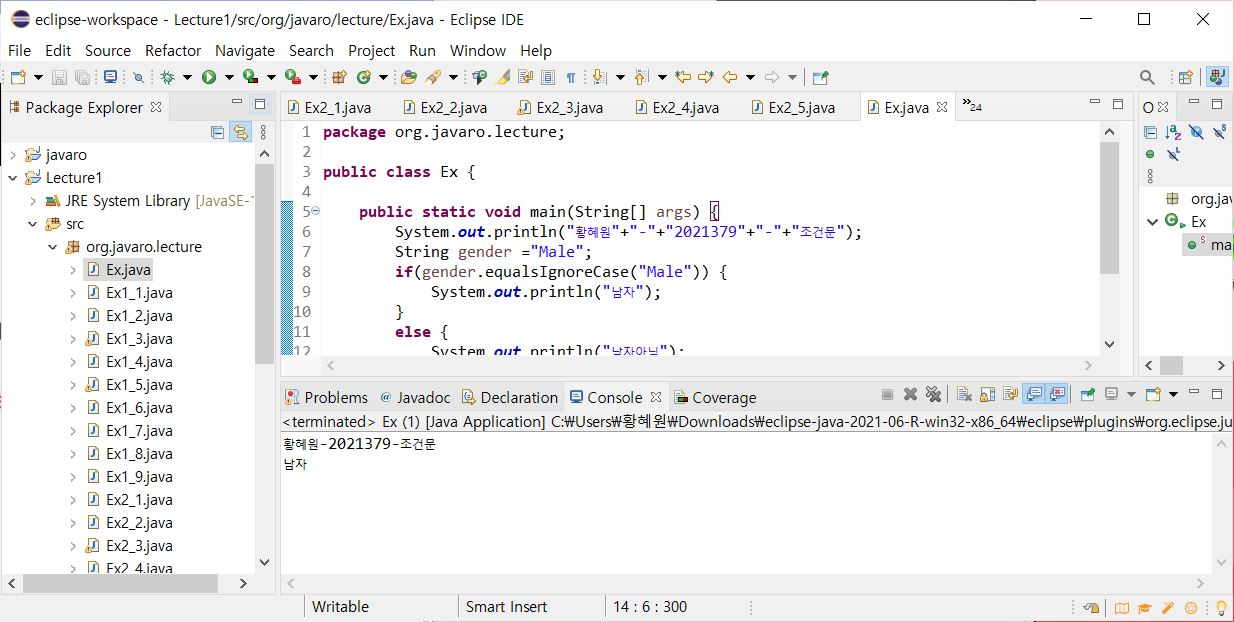 eclipse-workspace - Lecture1/src/org/javaro/lecture/Ex.java - Eclipse IDE
File Edit Source Refactor Navigate Search Project Run Window Help
Package Explorer
javaro
Lecture1
JRE System Library [JavaSE-1
src
org.javaro.lecture
Ex.java
Ex1_1.java
Ex1_2.java
Ex1_3.java
Ex1_4.java
Ex1_5.java
Ex1_6.java
Ex1_7.java
Ex1_8.java
Ex1_9.java
Ex2_1.java
Ex2_2.java
Ex2_3.java
Ex2_4.java
Ex2_1.java Ex2_2.java Ex2_3.java Ex2_4.java Ex2_5.java Ex.java »24
1 package org.javaro.lecture;
2
3 public class Ex {
4
5 public static void main(String[] args) {
6 System.out.println("황혜원"+"-"+"2021379"+"-"+"조건문");
7 String gender ="Male";
8 if(gender.equalsIgnoreCase("Male")) {
9 System.out.println("남자");
10 }
11 else {
12 System.out.println("남자아님");
org.jav
Ex
ma
Problems @ Javadoc Declaration Console Coverage
<terminated> Ex (1) [Java Application] C:₩Users₩황혜원₩Downloads₩eclipse-java-2021-06-R-win32-x86_64₩eclipse₩plugins₩org.eclipse.ju
황혜원-2021379-조건문
남자
Writable Smart Insert 14 : 6 : 300